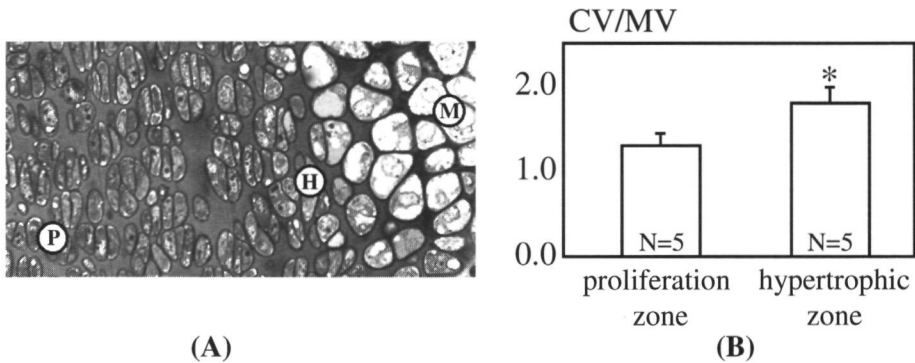 CV/MV
P
H
M
2.0
1.0
0.0
*
N=5 N=5
proliferation zone
hypertrophic zone
(A)
(B)